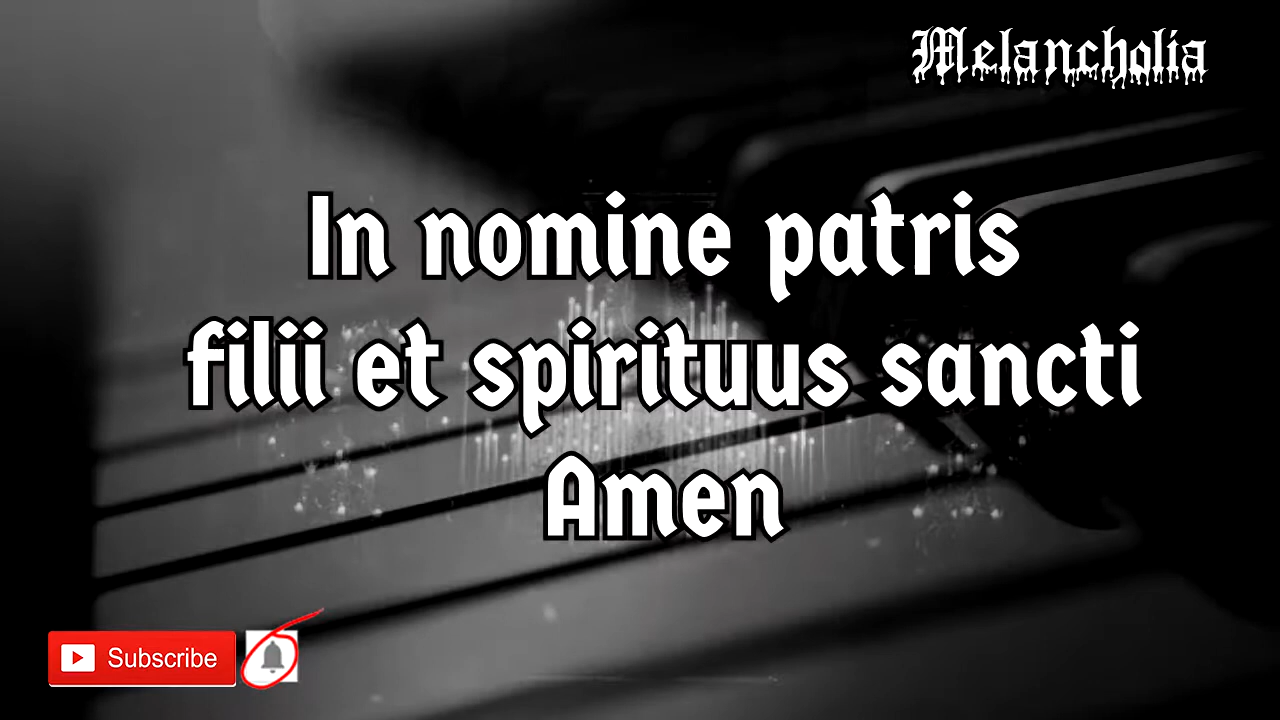 Melancholia
In nomine patris
filii et spirituus sancti
Amen
Subscribe